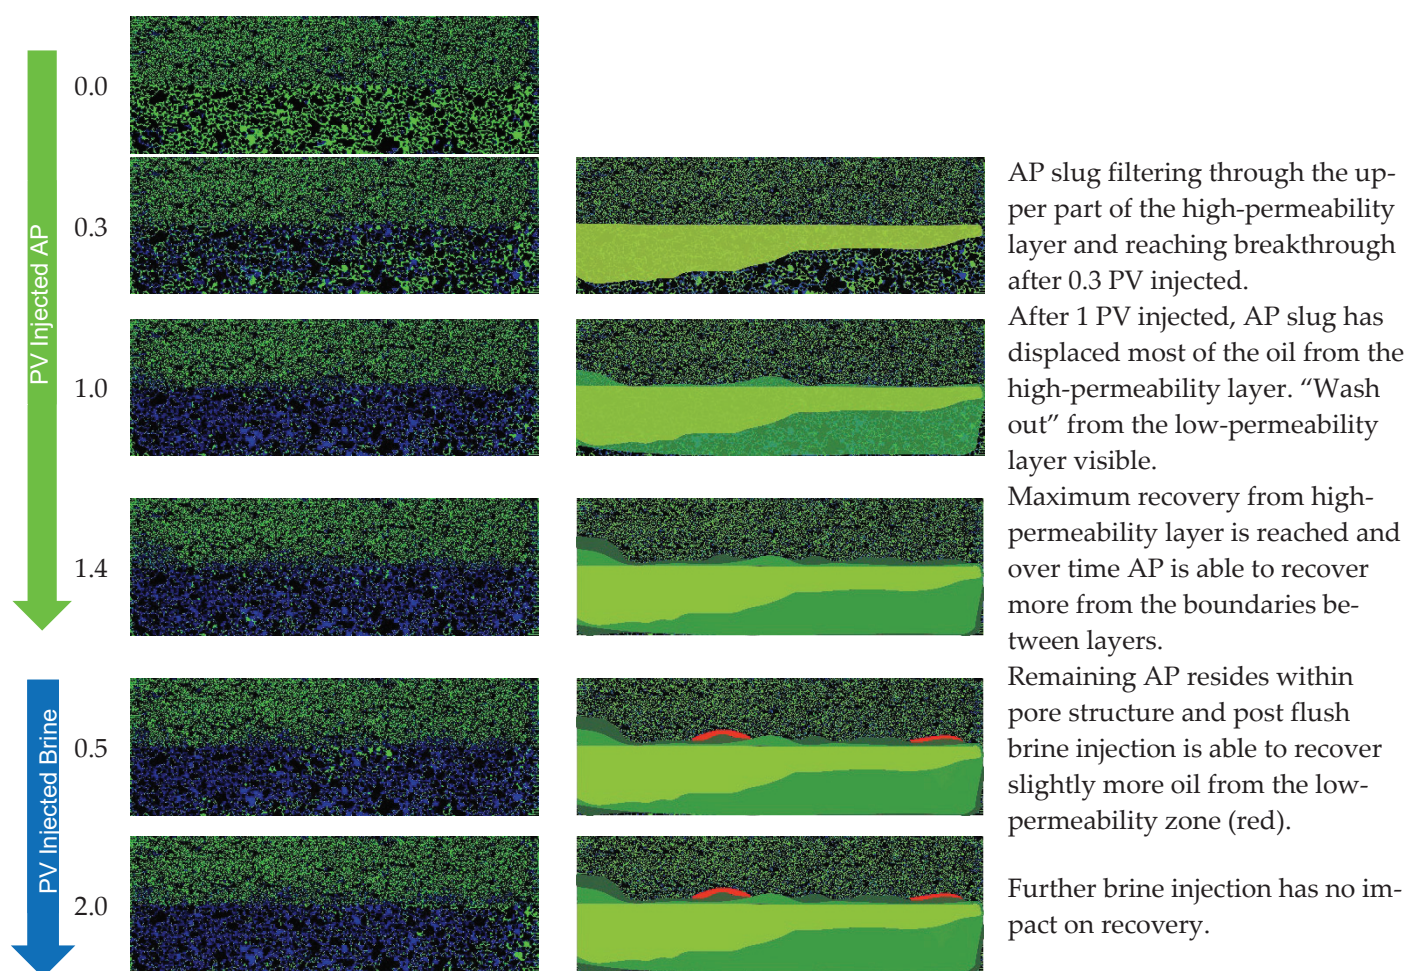 PV Injected AP
0.0
0.3
AP slug filtering through the up-
per part of the high-permeability
layer and reaching breakthrough
after 0.3 PV injected.
1.0
After 1 PV injected, AP slug has
displaced most of the oil from the
high-permeability layer. “Wash
out” from the low-permeability
layer visible.
1.4
Maximum recovery from high-
permeability layer is reached and
over time AP is able to recover
more from the boundaries be-
tween layers.
PV Injected Brine
0.5
Remaining AP resides within
pore structure and post flush
brine injection is able to recover
slightly more oil from the low-
permeability zone (red).
2.0
Further brine injection has no im-
pact on recovery.